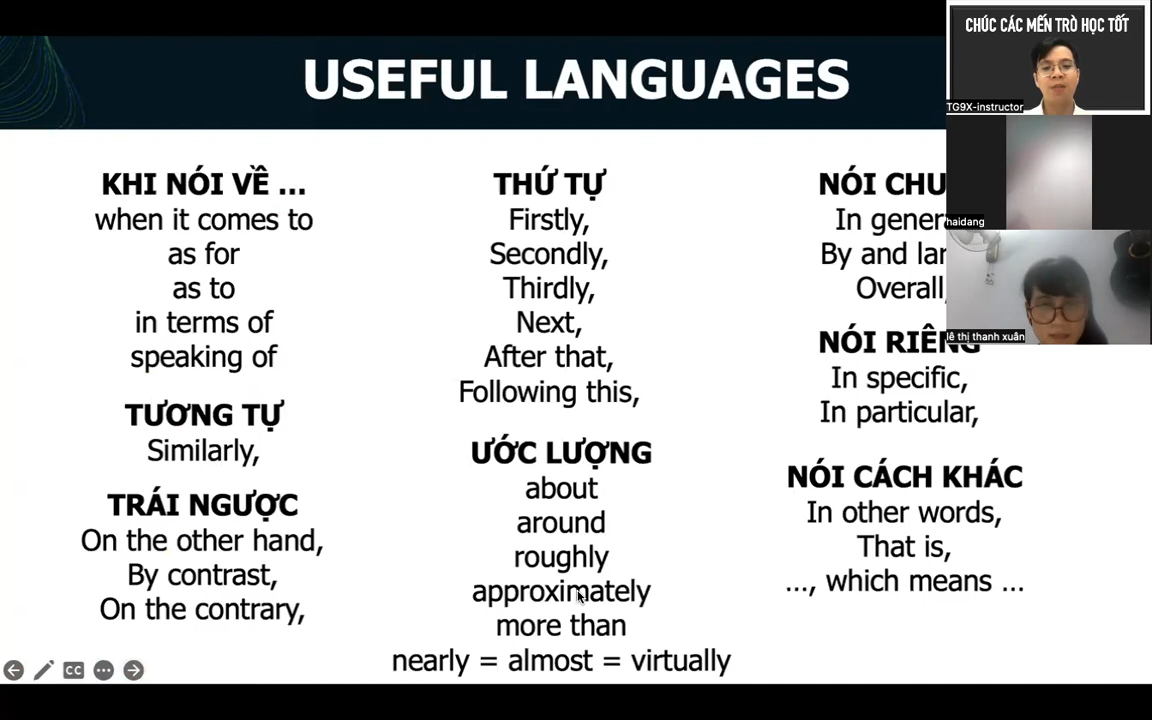 USEFUL LANGUAGES
KHI NÓI VỀ ...
when it comes to
as for
as to
in terms of
speaking of
TƯƠNG TỰ
Similarly,
TRÁI NGƯỢC
On the other hand,
By contrast,
On the contrary,
THỨ TỰ
Firstly,
Secondly,
Thirdly,
Next,
After that,
Following this,
ƯỚC LƯỢNG
about
around
roughly
approximately
more than
nearly = almost = virtually
NÓI
In
By and
Overall,
NÓI RIÊNG
In specific,
In particular,
NÓI CÁCH KHÁC
In other words,
That is,
..., which means ...
CHÚC CÁC MẾN TRÒ HỌC TỐT
TG9X-instructor
haidang
lê thị thanh xuân
CC